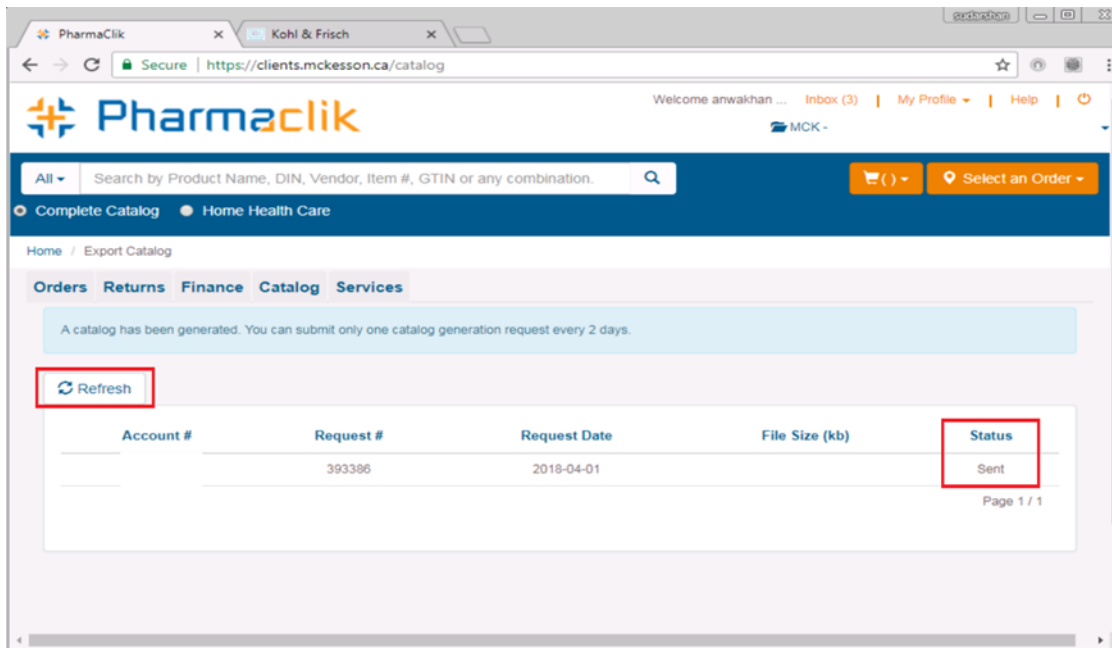 sudarshan
PharmaClik
Kohl & Frisch
Secure | https://clients.mckesson.ca/catalog
Pharmaclik
Welcome anwakhan ... Inbox (3) | My Profile | Help |
MCK -
All Search by Product Name, DIN, Vendor, Item #, GTIN or any combination. ( ) Select an Order
Complete Catalog Home Health Care
Home / Export Catalog
Orders Returns Finance Catalog Services
A catalog has been generated. You can submit only one catalog generation request every 2 days.
Refresh
Account # Request # Request Date File Size (kb) Status
393386 2018-04-01 Sent
Page 1 / 1